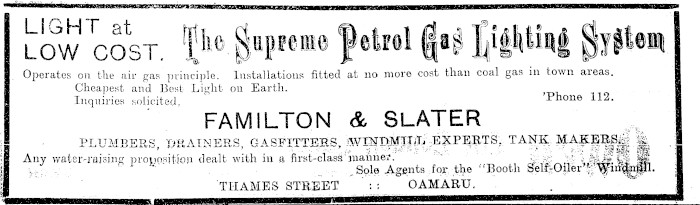 LIGHT at
LOW COST.
The Supreme Petrol Gas Lighting System
Operates on the air gas principle. Installations fitted at no more cost than coal gas in town areas.
Cheapest and Best Light on Earth.
Inquiries solicited. 'Phone 112.
FAMILTON & SLATER
PLUMBERS, DRAINERS, GASFITTERS, WINDMILL EXPERTS, TANK MAKERS.
Any water-raising proposition dealt with in a first-class manner.
Sole Agents for the "Booth Self-Oiler" Windmill.
THAMES STREET :: OAMARU.